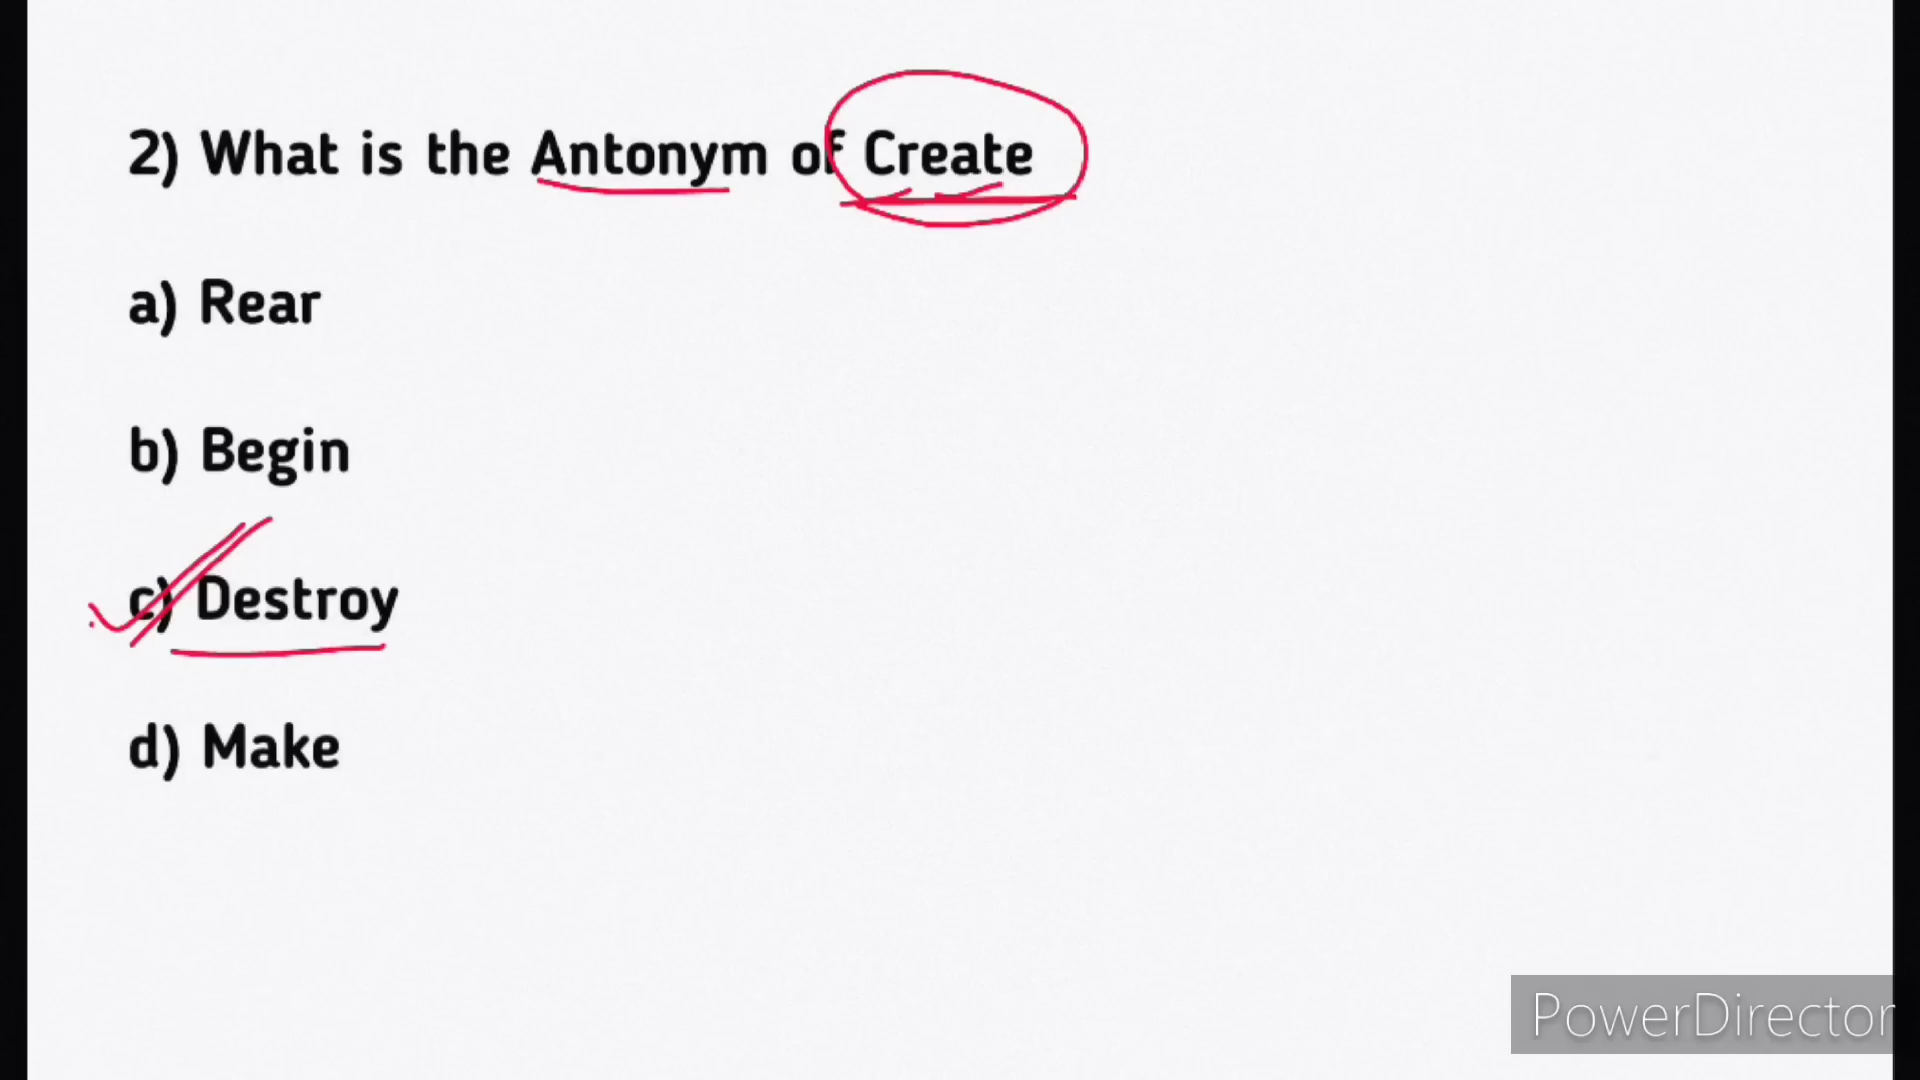 2) What is the Antonym of Create
a) Rear
b) Begin
c) Destroy
d) Make
PowerDirector